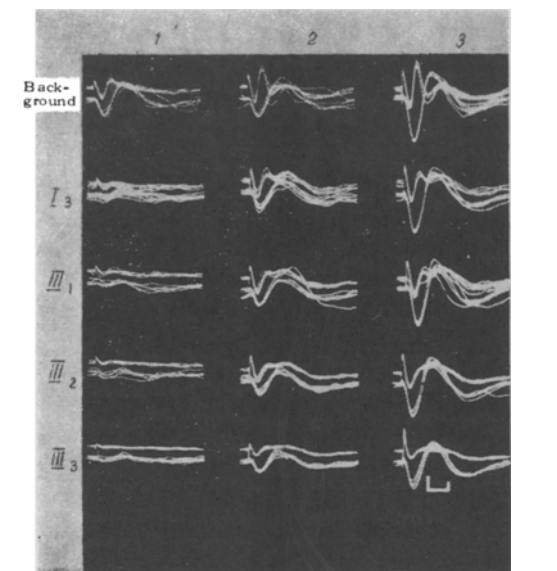 1 2 3
Back-
ground
I 3
III 1
III 2
III 3